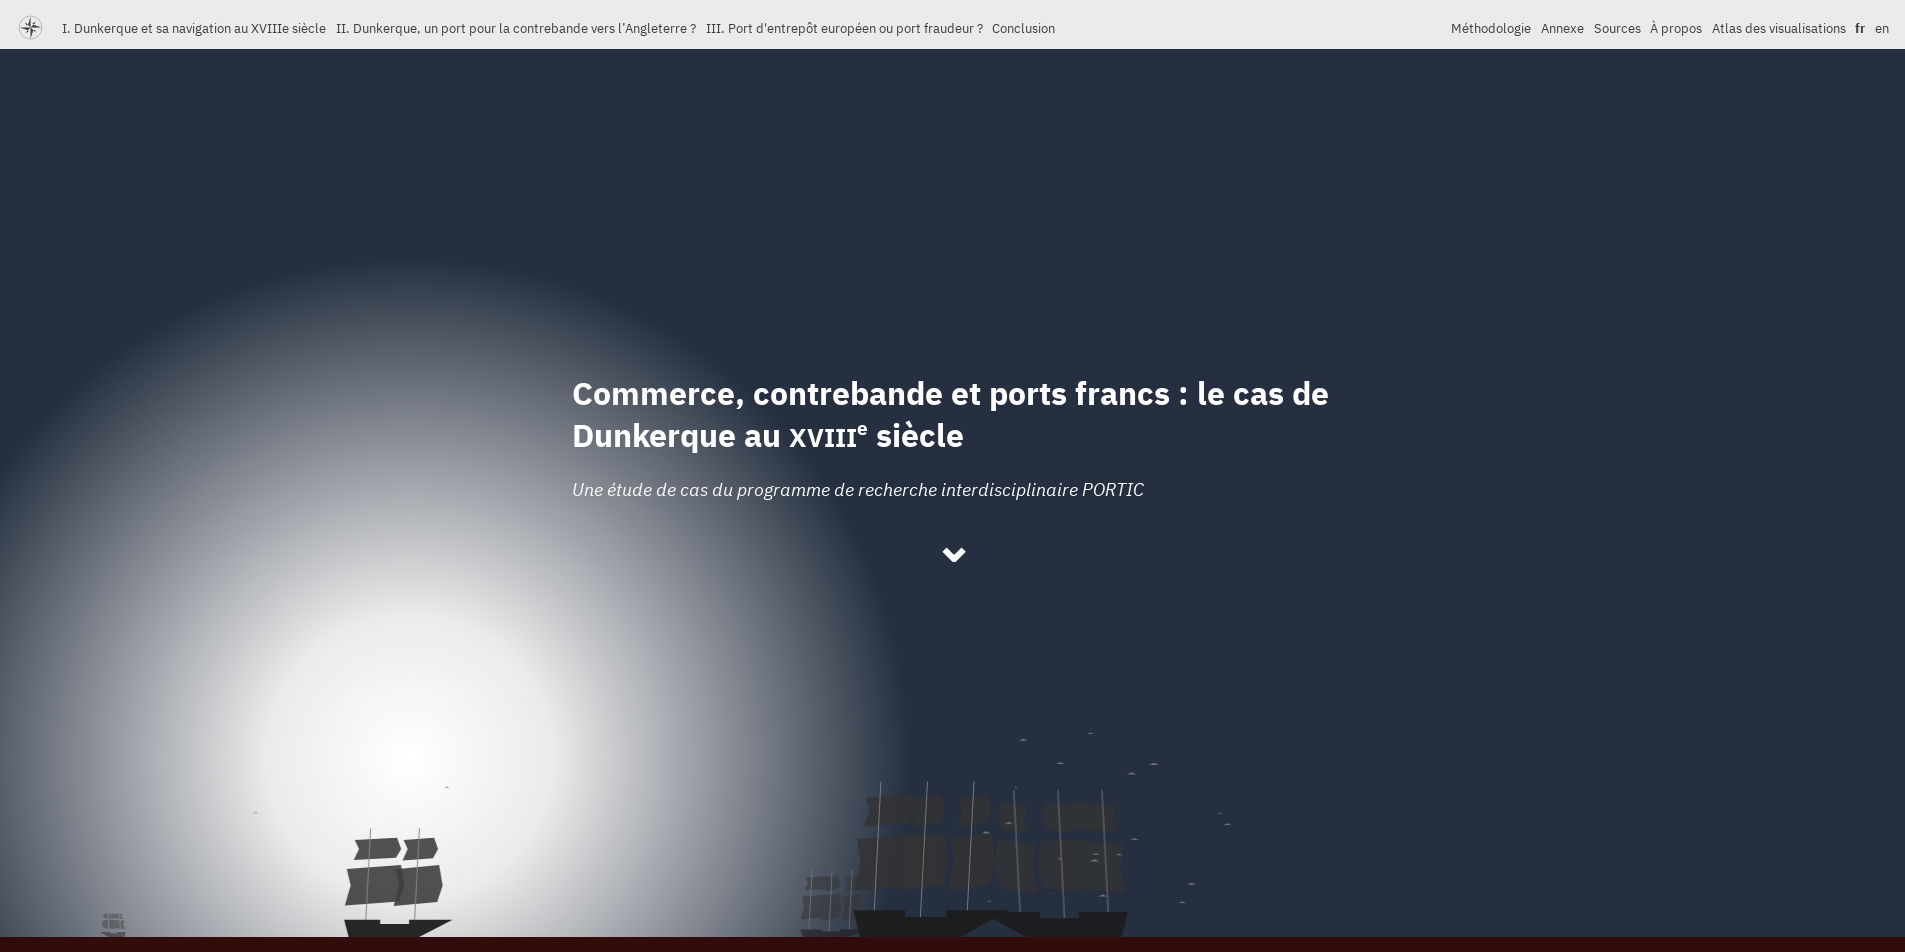 I. Dunkerque et sa navigation au XVIIIe siècle
II. Dunkerque, un port pour la contrebande vers l’Angleterre ?
III. Port d'entrepôt européen ou port fraudeur ?
Conclusion
Méthodologie
Annexe
Sources
À propos
Atlas des visualisations
fr
en
Commerce, contrebande et ports francs : le cas de
Dunkerque au XVIIIe siècle
Une étude de cas du programme de recherche interdisciplinaire PORTIC